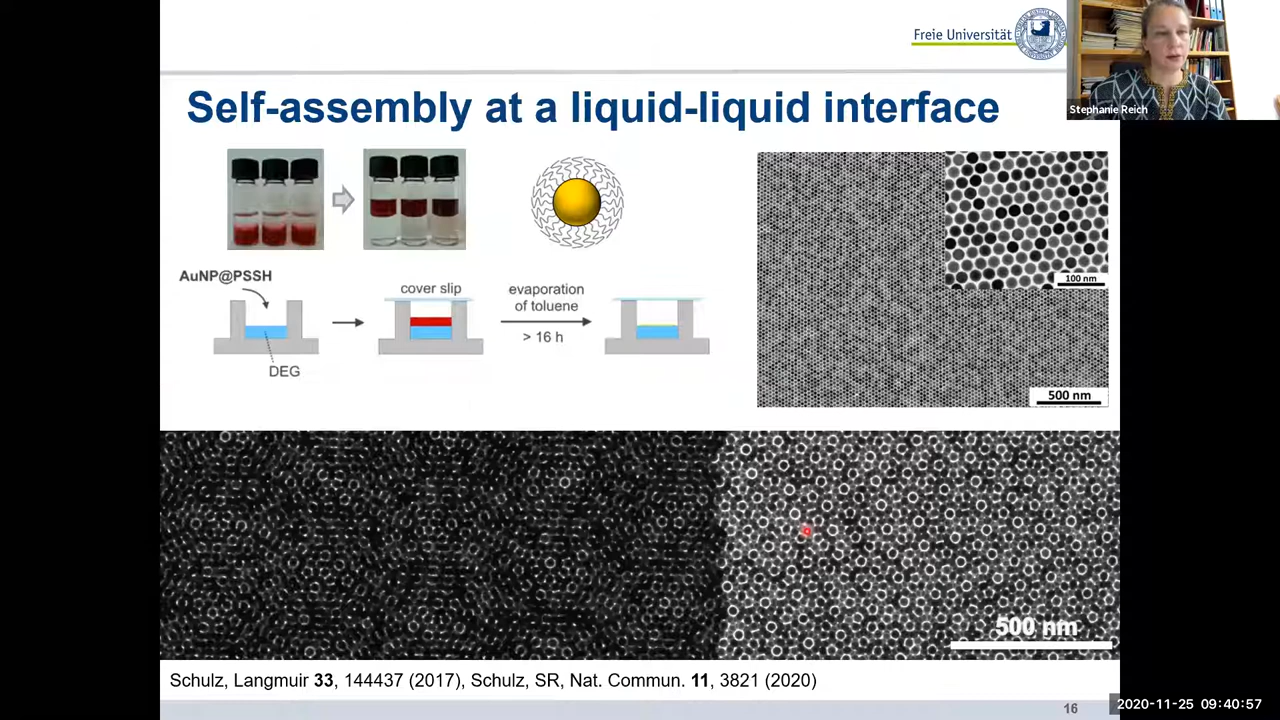 Freie Universität
Stephanie Reich
Self-assembly at a liquid-liquid interface
AuNP@PSSH
DEG
cover slip
evaporation
of toluene
> 16 h
100 nm
500 nm
500 nm
Schulz, Langmuir 33, 144437 (2017), Schulz, SR, Nat. Commun. 11, 3821 (2020)
16
2020-11-25 09:40:57